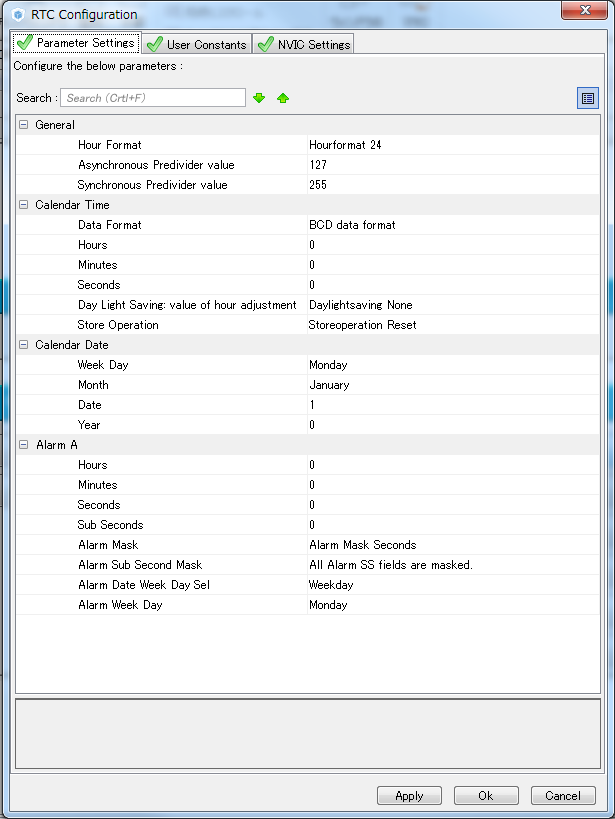 RTC Configuration
Parameter Settings User Constants NVIC Settings
Configure the below parameters :
Search : Search (Crtl+F)
General
Hour Format Hourformat 24
Asynchronous Predivider value 127
Synchronous Predivider value 255
Calendar Time
Data Format BCD data format
Hours 0
Minutes 0
Seconds 0
Day Light Saving: value of hour adjustment Daylightsaving None
Store Operation Storeoperation Reset
Calendar Date
Week Day Monday
Month January
Date 1
Year 0
Alarm A
Hours 0
Minutes 0
Seconds 0
Sub Seconds 0
Alarm Mask Alarm Mask Seconds
Alarm Sub Second Mask All Alarm SS fields are masked.
Alarm Date Week Day Sel Weekday
Alarm Week Day Monday
Apply Ok Cancel